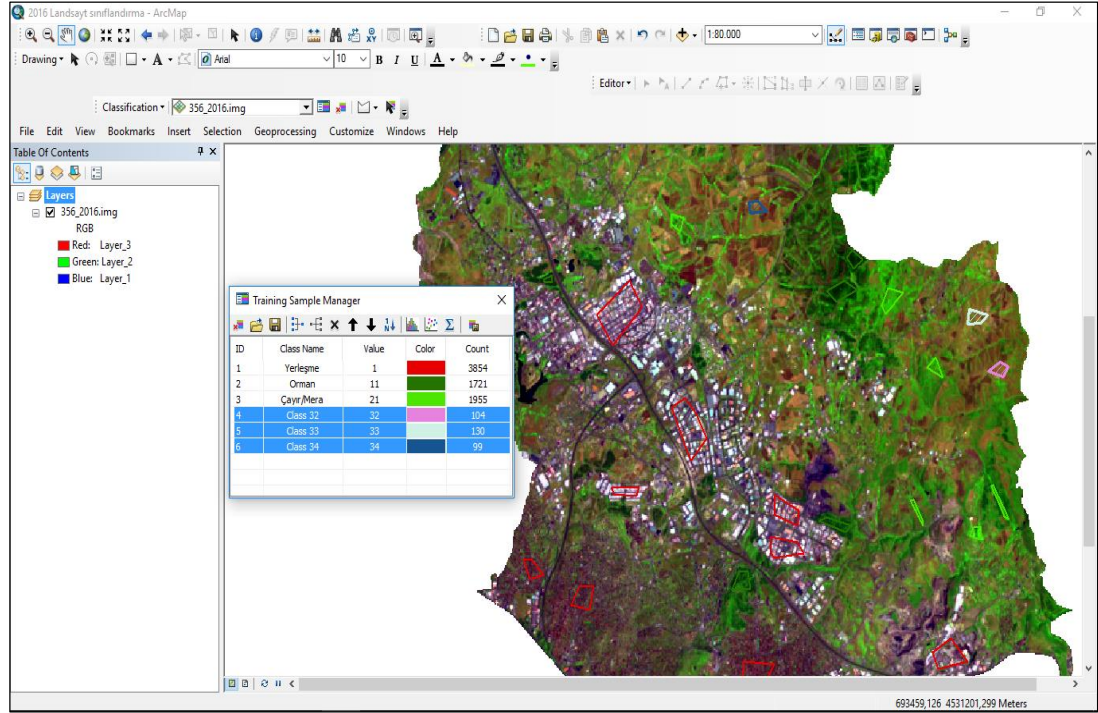 2016 Landsayt sınıflandırma - ArcMap
1:80.000
Drawing A Arial 10 B I U A
Editor
Classification 356_2016.img
File Edit View Bookmarks Insert Selection Geoprocessing Customize Windows Help
Table Of Contents
Layers
356_2016.img
RGB
Red: Layer_3
Green: Layer_2
Blue: Layer_1
Training Sample Manager
ID Class Name Value Color Count
1 Yerleşme 1 3854
2 Orman 11 1721
3 Çayır/Mera 21 1955
4 Class 32 32 104
5 Class 33 33 130
6 Class 34 34 99
693459,126 4531201,299 Meters